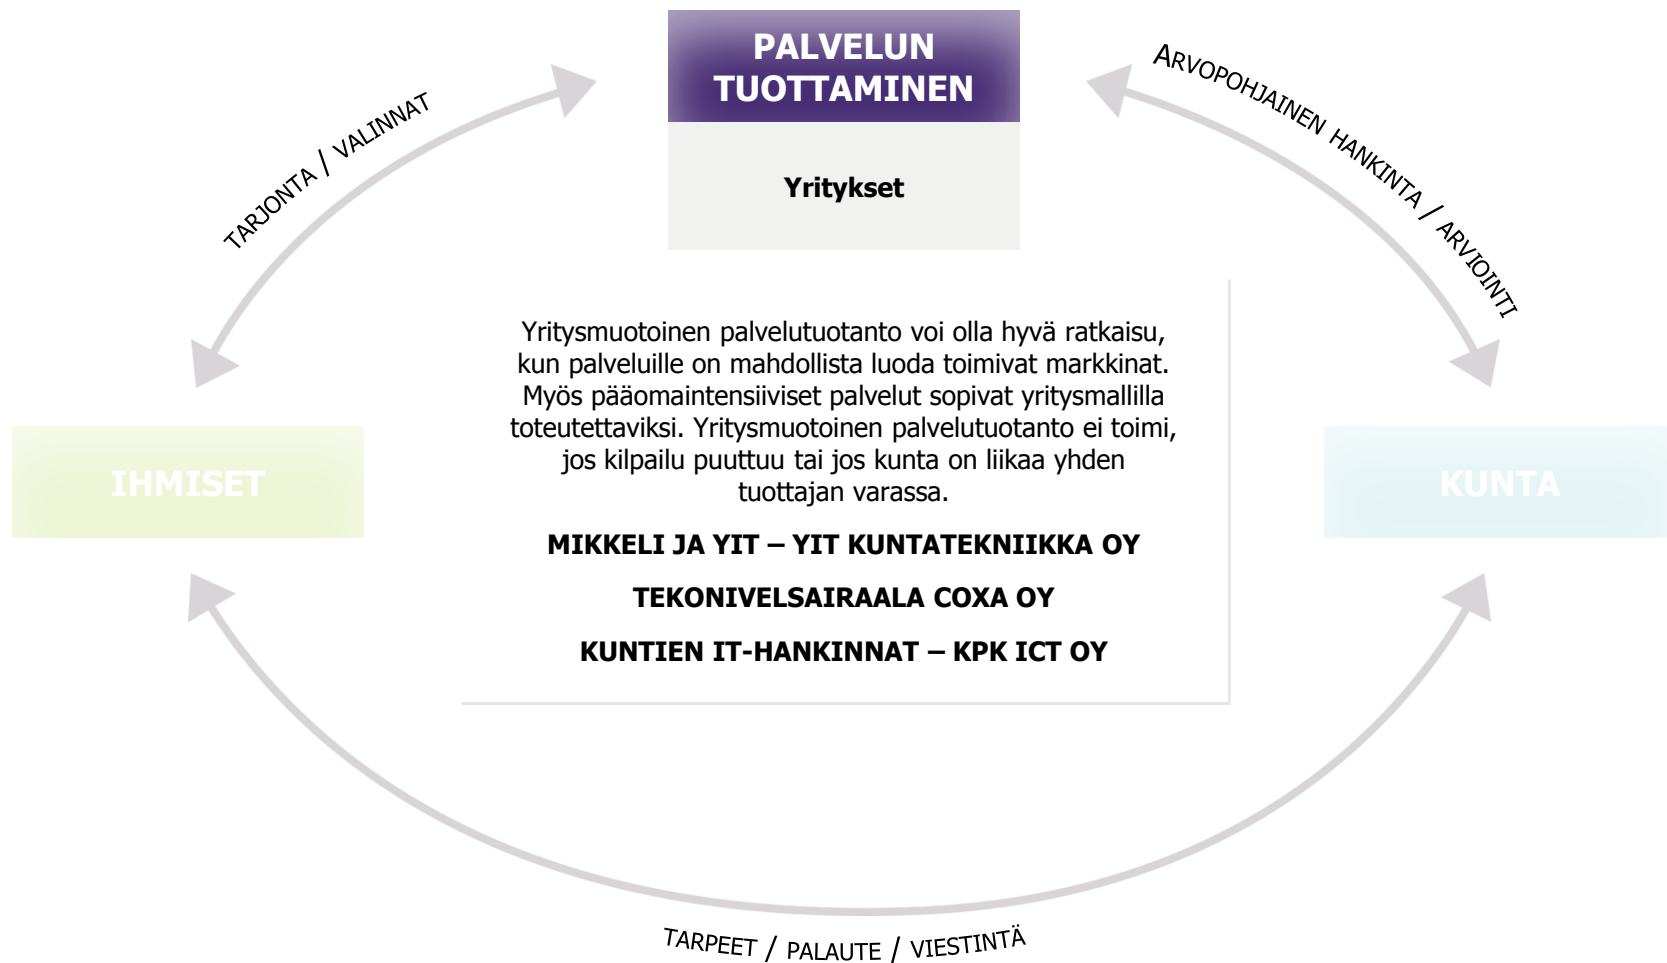 PALVELUN
TUOTTAMINEN
Yritykset
TARJONTA / VALINNAT
ARVOPOHJAINEN HANKINTA / ARVIOINTI
Yritysmuotoinen palvelutuotanto voi olla hyvä ratkaisu,
kun palveluille on mahdollista luoda toimivat markkinat.
Myös pääomaintensiiviset palvelut sopivat yritysmallilla
toteutettaviksi. Yritysmuotoinen palvelutuotanto ei toimi,
jos kilpailu puuttuu tai jos kunta on liikaa yhden
tuottajan varassa.
MIKKELI JA YIT – YIT KUNTATEKNIIKKA OY
TEKONIVELSAIRAALA COXA OY
KUNTIEN IT-HANKINNAT – KPK ICT OY
IHMISET
KUNTA
TARPEET / PALAUTE / VIESTINTÄ